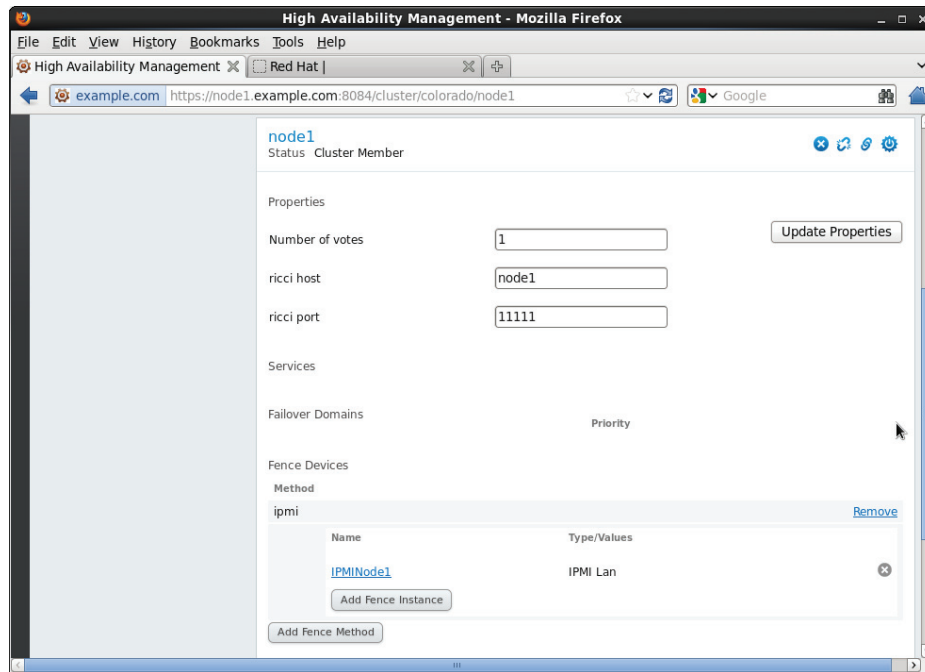 High Availability Management - Mozilla Firefox
File Edit View History Bookmarks Tools Help
High Availability Management Red Hat |
example.com https://node1.example.com:8084/cluster/colorado/node1 Google
node1
Status Cluster Member
Properties
Number of votes 1 Update Properties
ricci host node1
ricci port 11111
Services
Failover Domains
Priority
Fence Devices
Method
ipmi Remove
Name Type/Values
IPMINode1 IPMI Lan
Add Fence Instance
Add Fence Method